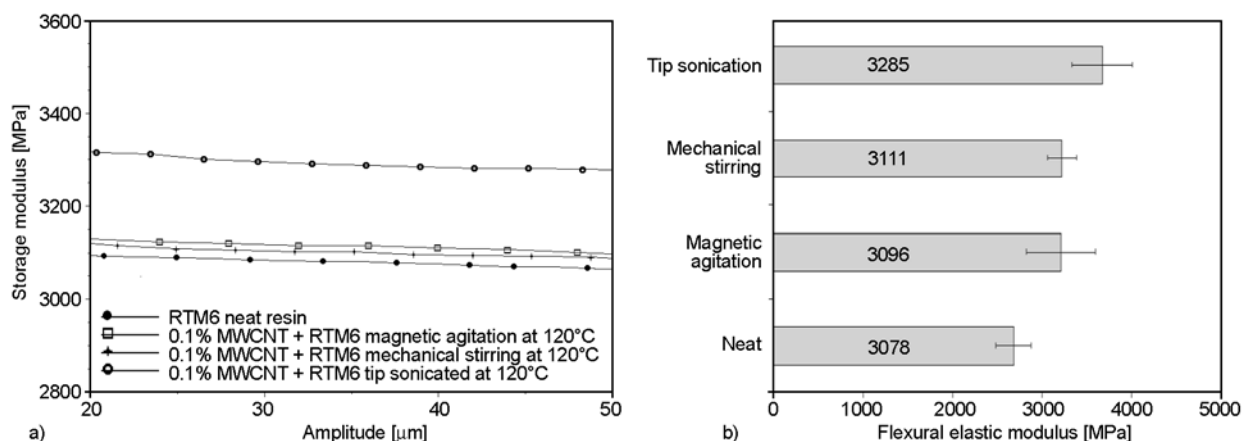 3600
3400
3200
3000
2800
Storage modulus [MPa]
RTM6 neat resin
0.1% MWCNT + RTM6 magnetic agitation at 120°C
0.1% MWCNT + RTM6 mechanical stirring at 120°C
0.1% MWCNT + RTM6 tip sonicated at 120°C
20
30
40
50
a)
Amplitude [μm]
Tip sonication
3285
Mechanical
stirring
3111
Magnetic
agitation
3096
Neat
3078
0
1000
2000
3000
4000
5000
b)
Flexural elastic modulus [MPa]